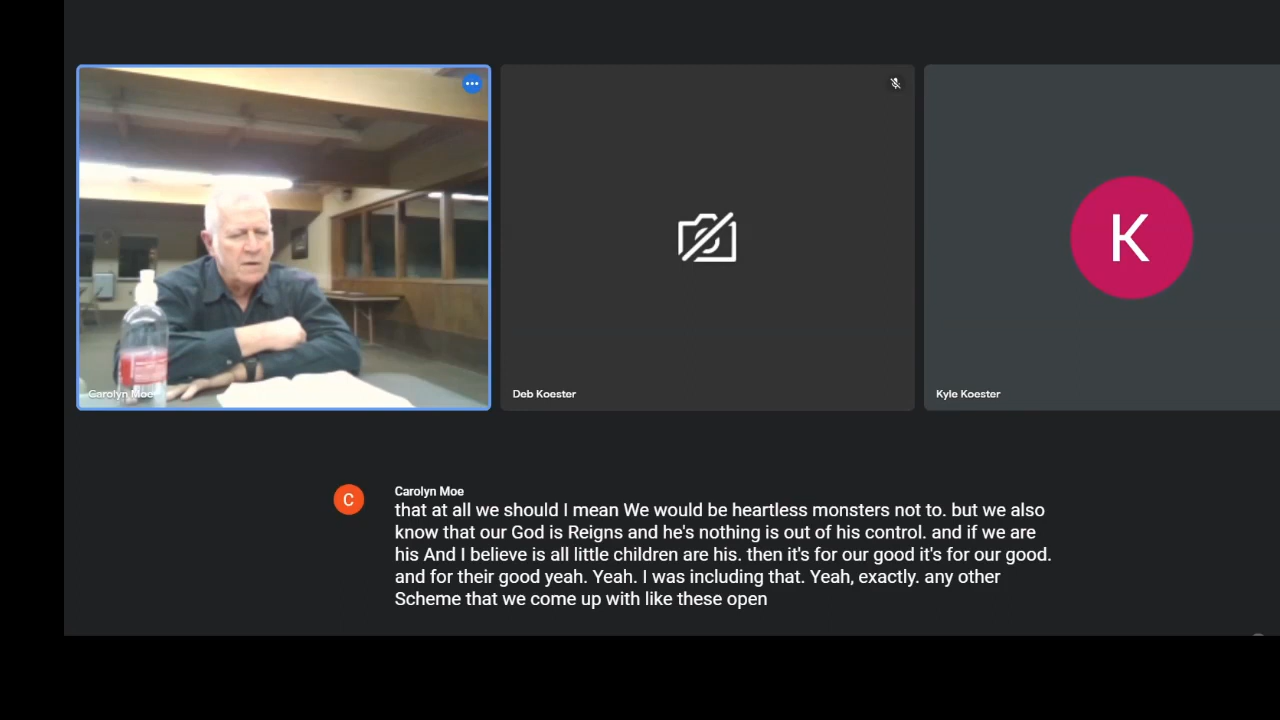 Carolyn Moe
Deb Koester
K
Kyle Koester
C
Carolyn Moe
that at all we should I mean We would be heartless monsters not to. but we also
know that our God is Reigns and he's nothing is out of his control. and if we are
his And I believe is all little children are his. then it's for our good it's for our good.
and for their good yeah. Yeah. I was including that. Yeah, exactly. any other
Scheme that we come up with like these open